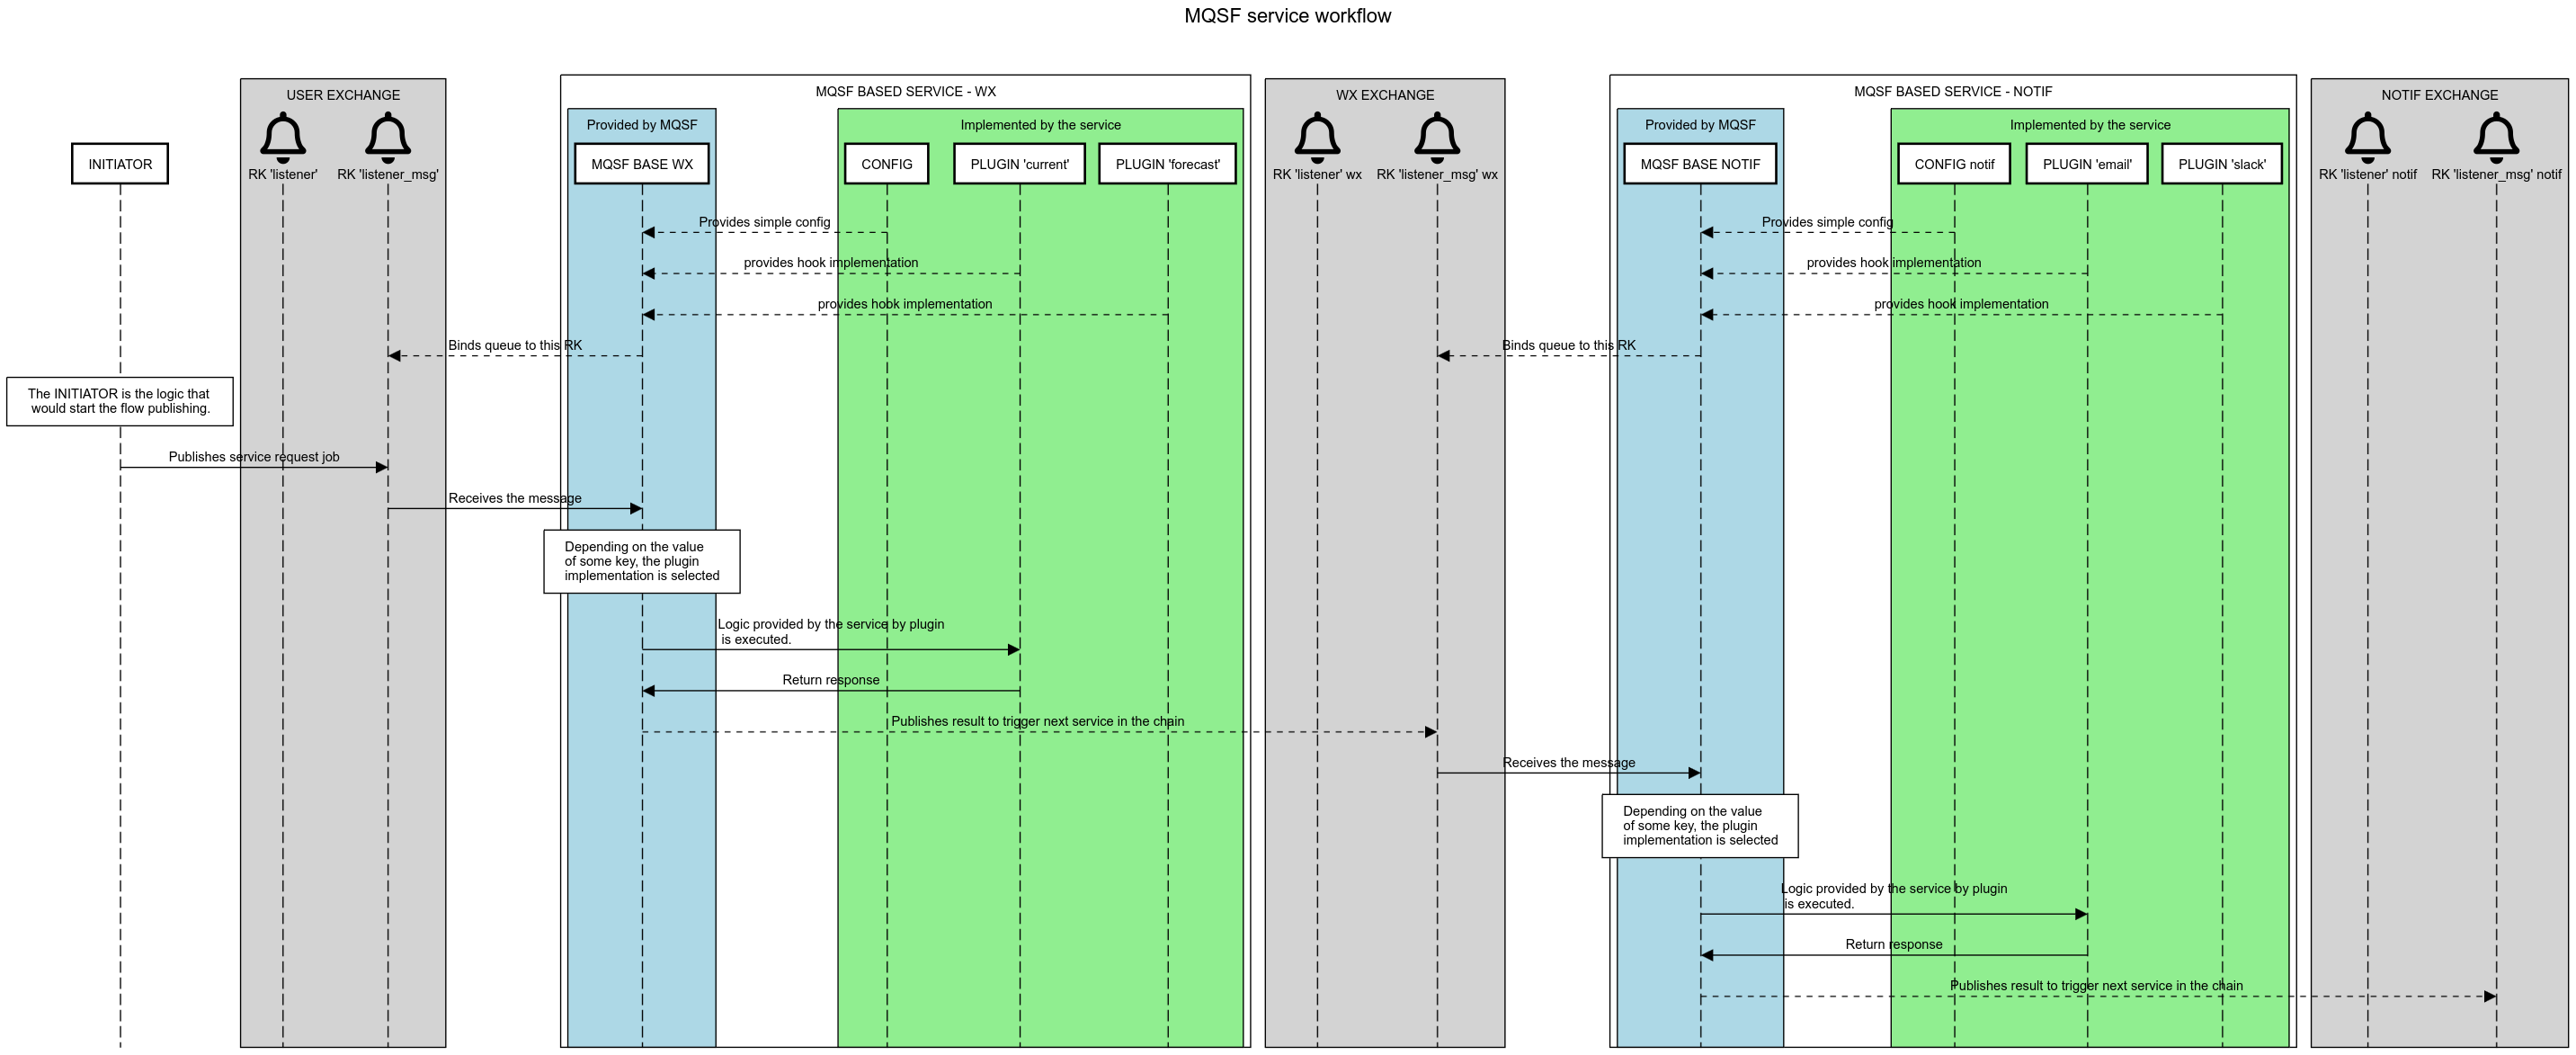 MQSF service workflow
USER EXCHANGE
MQSF BASED SERVICE - WX
WX EXCHANGE
MQSF BASED SERVICE - NOTIF
NOTIF EXCHANGE
Provided by MQSF
Implemented by the service
Provided by MQSF
Implemented by the service
INITIATOR
RK 'listener'
RK 'listener_msg'
MQSF BASE WX
CONFIG
PLUGIN 'current'
PLUGIN 'forecast'
RK 'listener' wx
RK 'listener_msg' wx
MQSF BASE NOTIF
CONFIG notif
PLUGIN 'email'
PLUGIN 'slack'
RK 'listener' notif
RK 'listener_msg' notif
Provides simple config
Provides simple config
provides hook implementation
provides hook implementation
provides hook implementation
provides hook implementation
Binds queue to this RK
Binds queue to this RK
The INITIATOR is the logic that
would start the flow publishing.
Publishes service request job
Receives the message
Depending on the value
of some key, the plugin
implementation is selected
Logic provided by the service by plugin
is executed.
Return response
Publishes result to trigger next service in the chain
Receives the message
Depending on the value
of some key, the plugin
implementation is selected
Logic provided by the service by plugin
is executed.
Return response
Publishes result to trigger next service in the chain